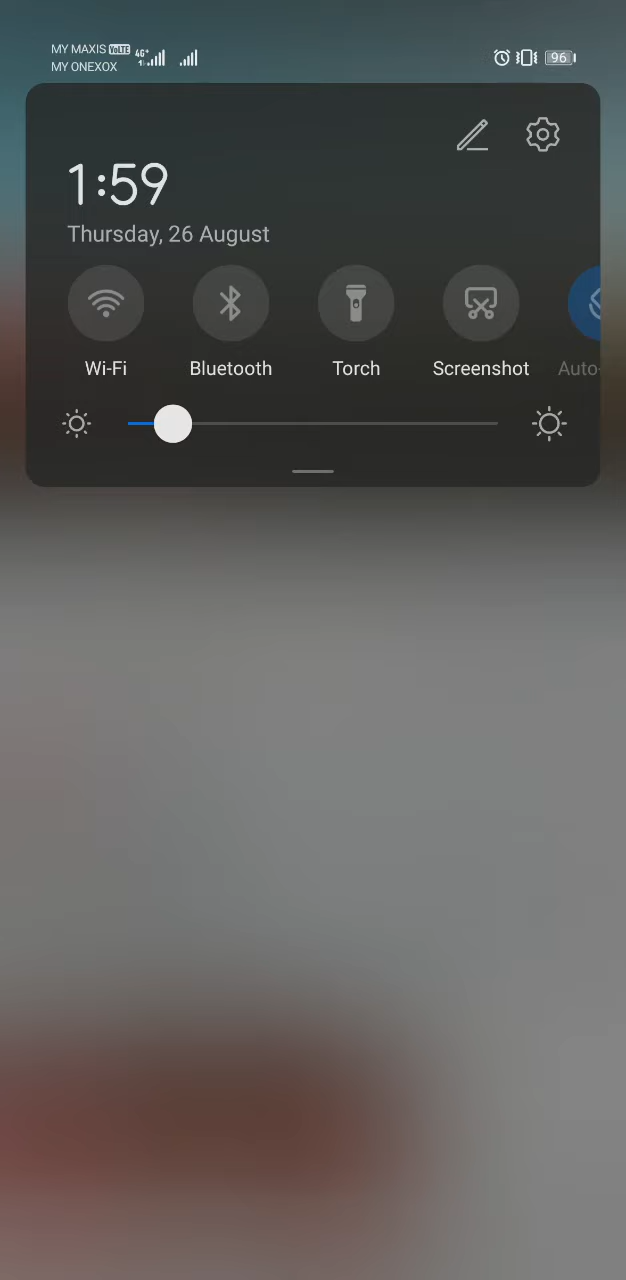 MY MAXIS VoLTE 4G+ 96
MY ONEXOX
1:59
Thursday, 26 August
Wi-Fi Bluetooth Torch Screenshot Auto-